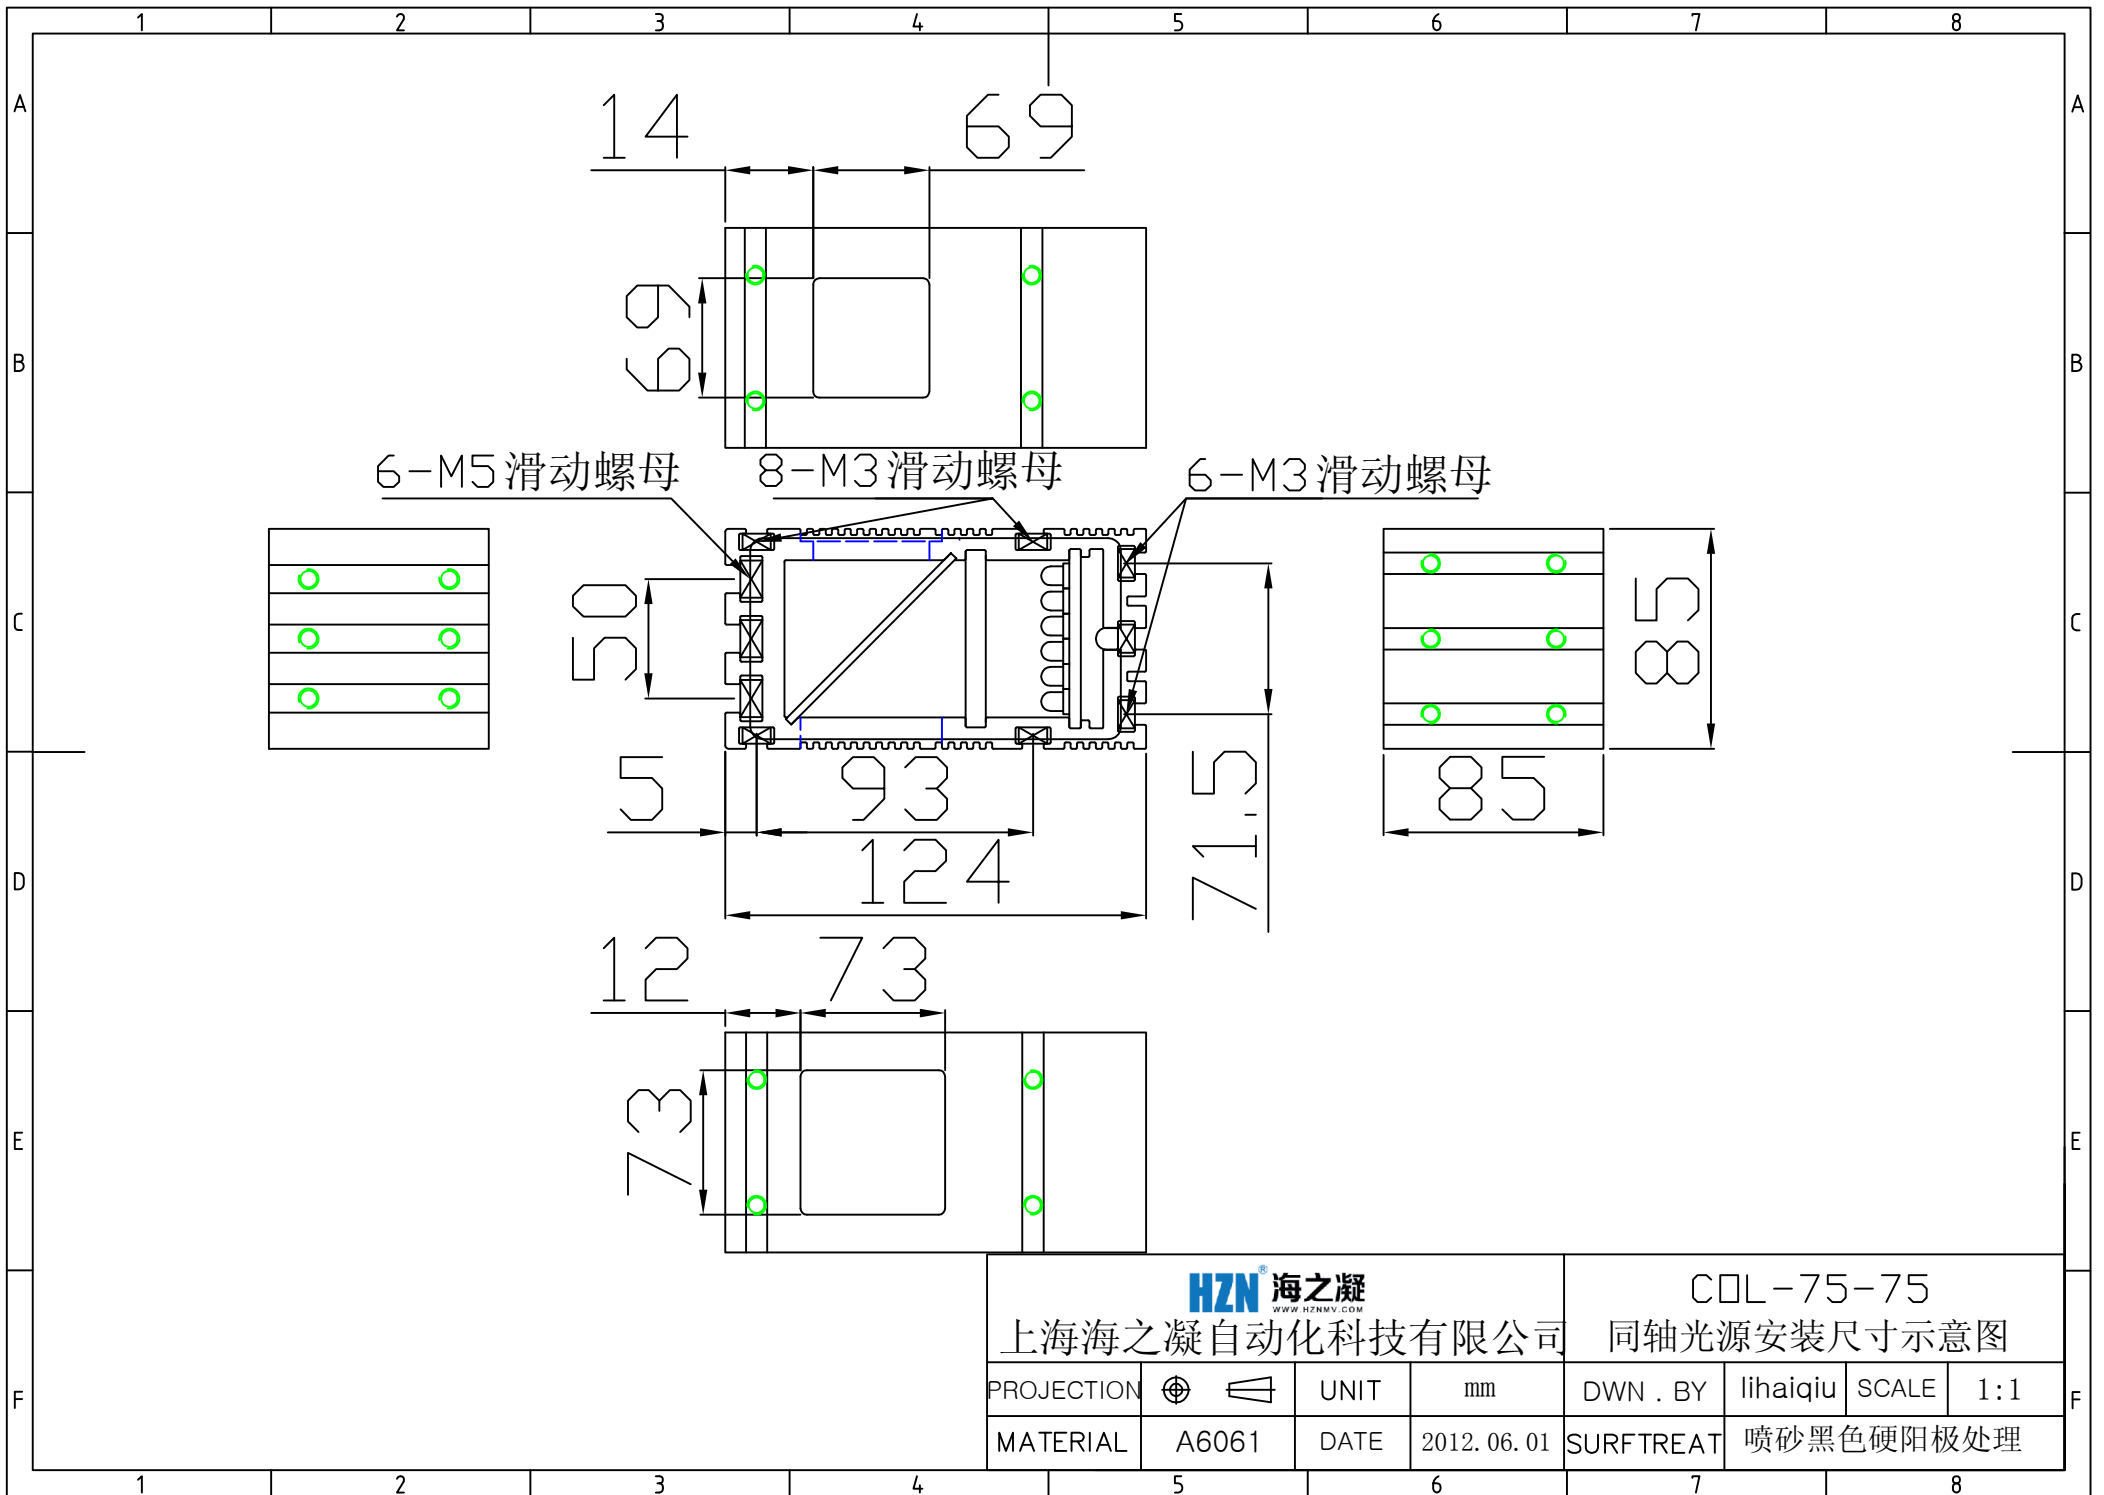 1 2 3 4 5 6 7 8
A A
14 69
69
B B
6-M5滑动螺母 8-M3滑动螺母 6-M3滑动螺母
C C
50 85
5 93 71.5 85
124
D D
12 73
73
E E
HZN® 海之凝
WWW.HZNMV.COM
COL-75-75
上海海之凝自动化科技有限公司 同轴光源安装尺寸示意图
PROJECTION UNIT mm DWN . BY lihaiqiu SCALE 1:1
F F
MATERIAL A6061 DATE 2012.06.01 SURFTREAT 喷砂黑色硬阳极处理
1 2 3 4 5 6 7 8